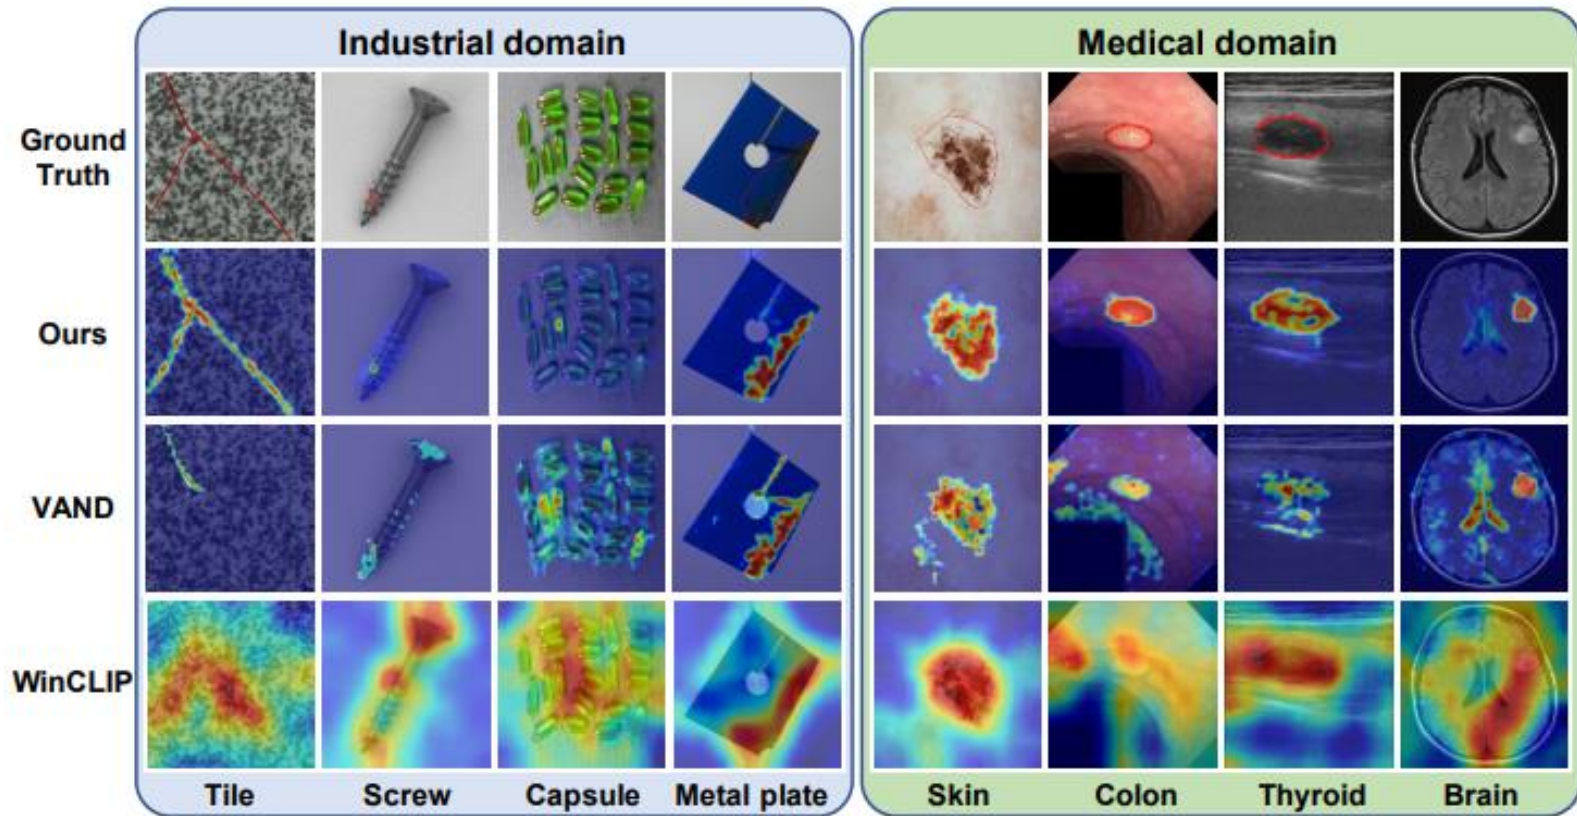 Industrial domain
Medical domain
Ground
Truth
Ours
VAND
WinCLIP
Tile
Screw
Capsule
Metal plate
Skin
Colon
Thyroid
Brain